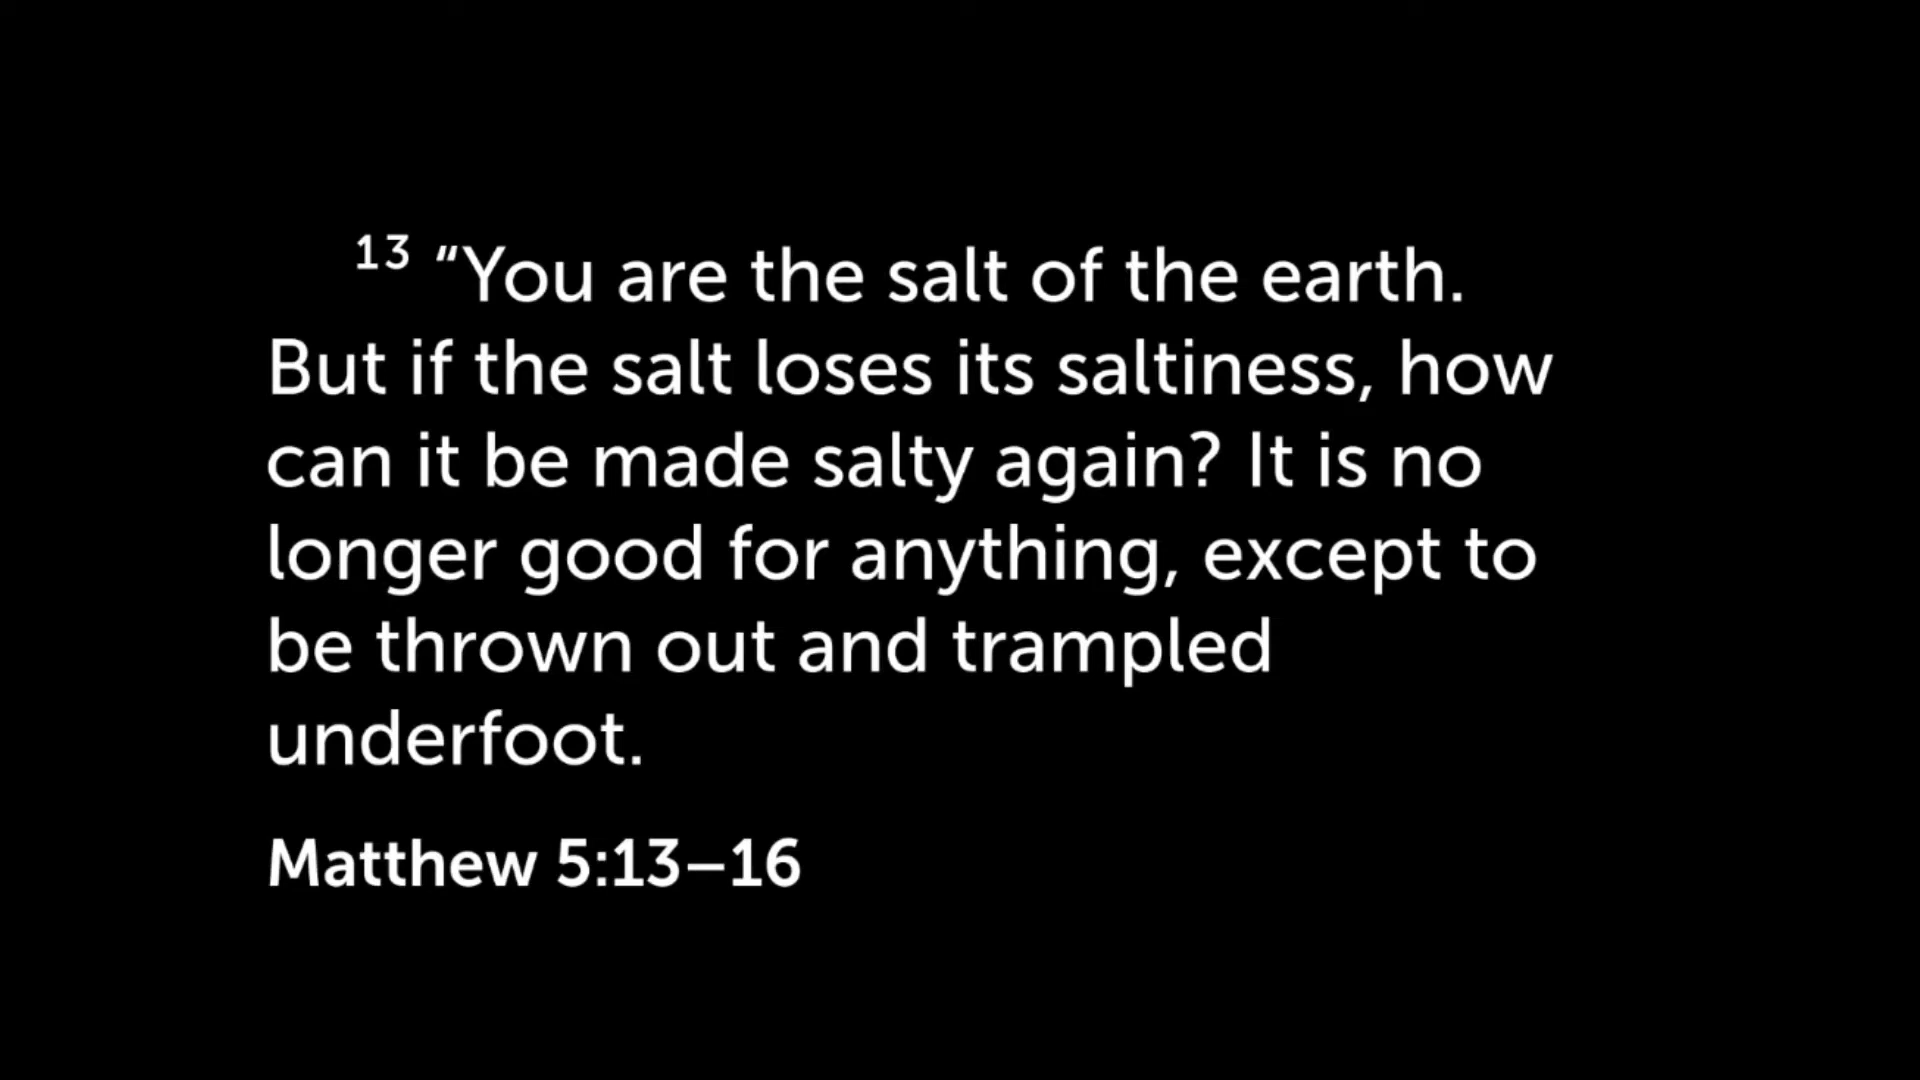 13 “You are the salt of the earth.
But if the salt loses its saltiness, how
can it be made salty again? It is no
longer good for anything, except to
be thrown out and trampled
underfoot.
Matthew 5:13–16